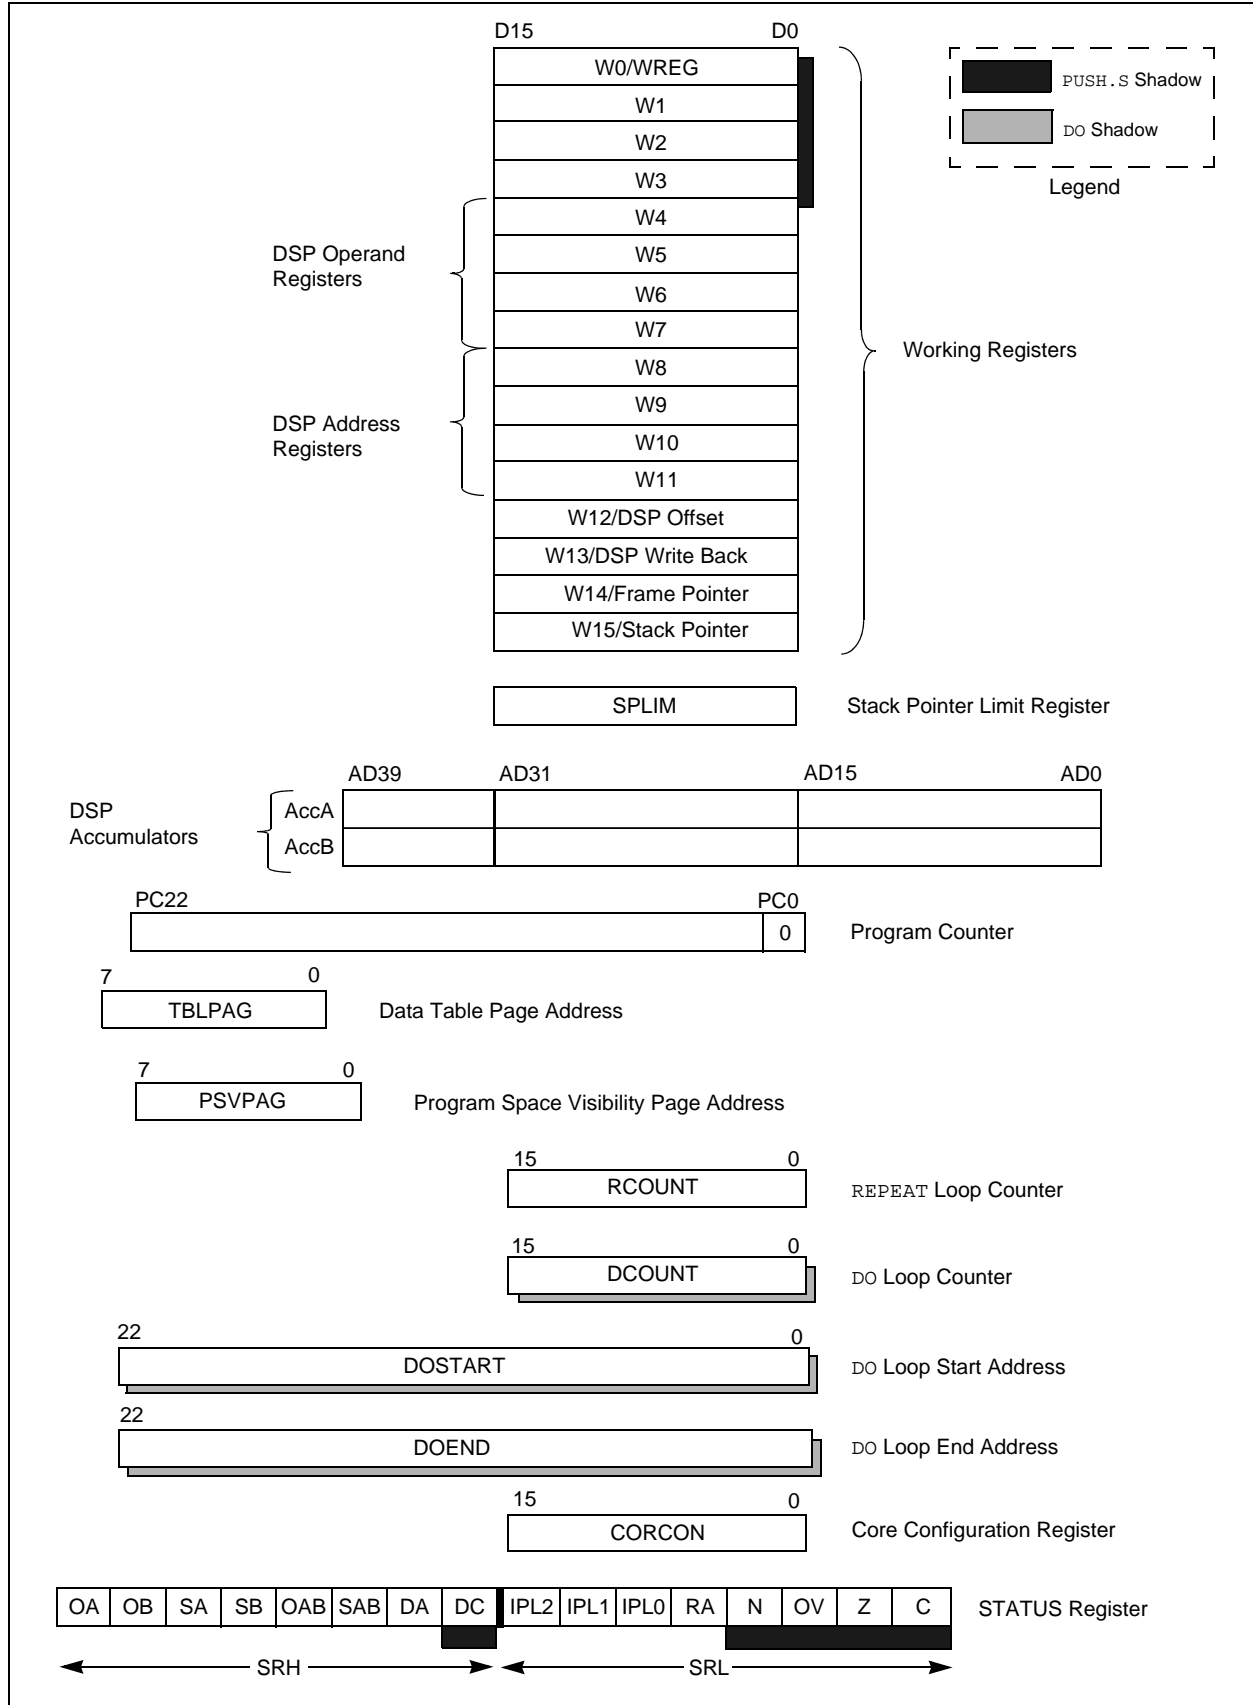 D15 D0
W0/WREG
W1
W2
W3
W4
W5
W6
W7
W8
W9
W10
W11
W12/DSP Offset
W13/DSP Write Back
W14/Frame Pointer
W15/Stack Pointer
PUSH.S Shadow
DO Shadow
Legend
DSP Operand
Registers
DSP Address
Registers
Working Registers
SPLIM Stack Pointer Limit Register
AD39 AD31 AD15 AD0
DSP
Accumulators
AccA
AccB
PC22 PC0
0 Program Counter
7 0
TBLPAG Data Table Page Address
7 0
PSVPAG Program Space Visibility Page Address
15 0
RCOUNT REPEAT Loop Counter
15 0
DCOUNT DO Loop Counter
22 0
DOSTART DO Loop Start Address
22
DOEND DO Loop End Address
15 0
CORCON Core Configuration Register
OA OB SA SB OAB SAB DA DC IPL2 IPL1 IPL0 RA N OV Z C STATUS Register
SRH SRL